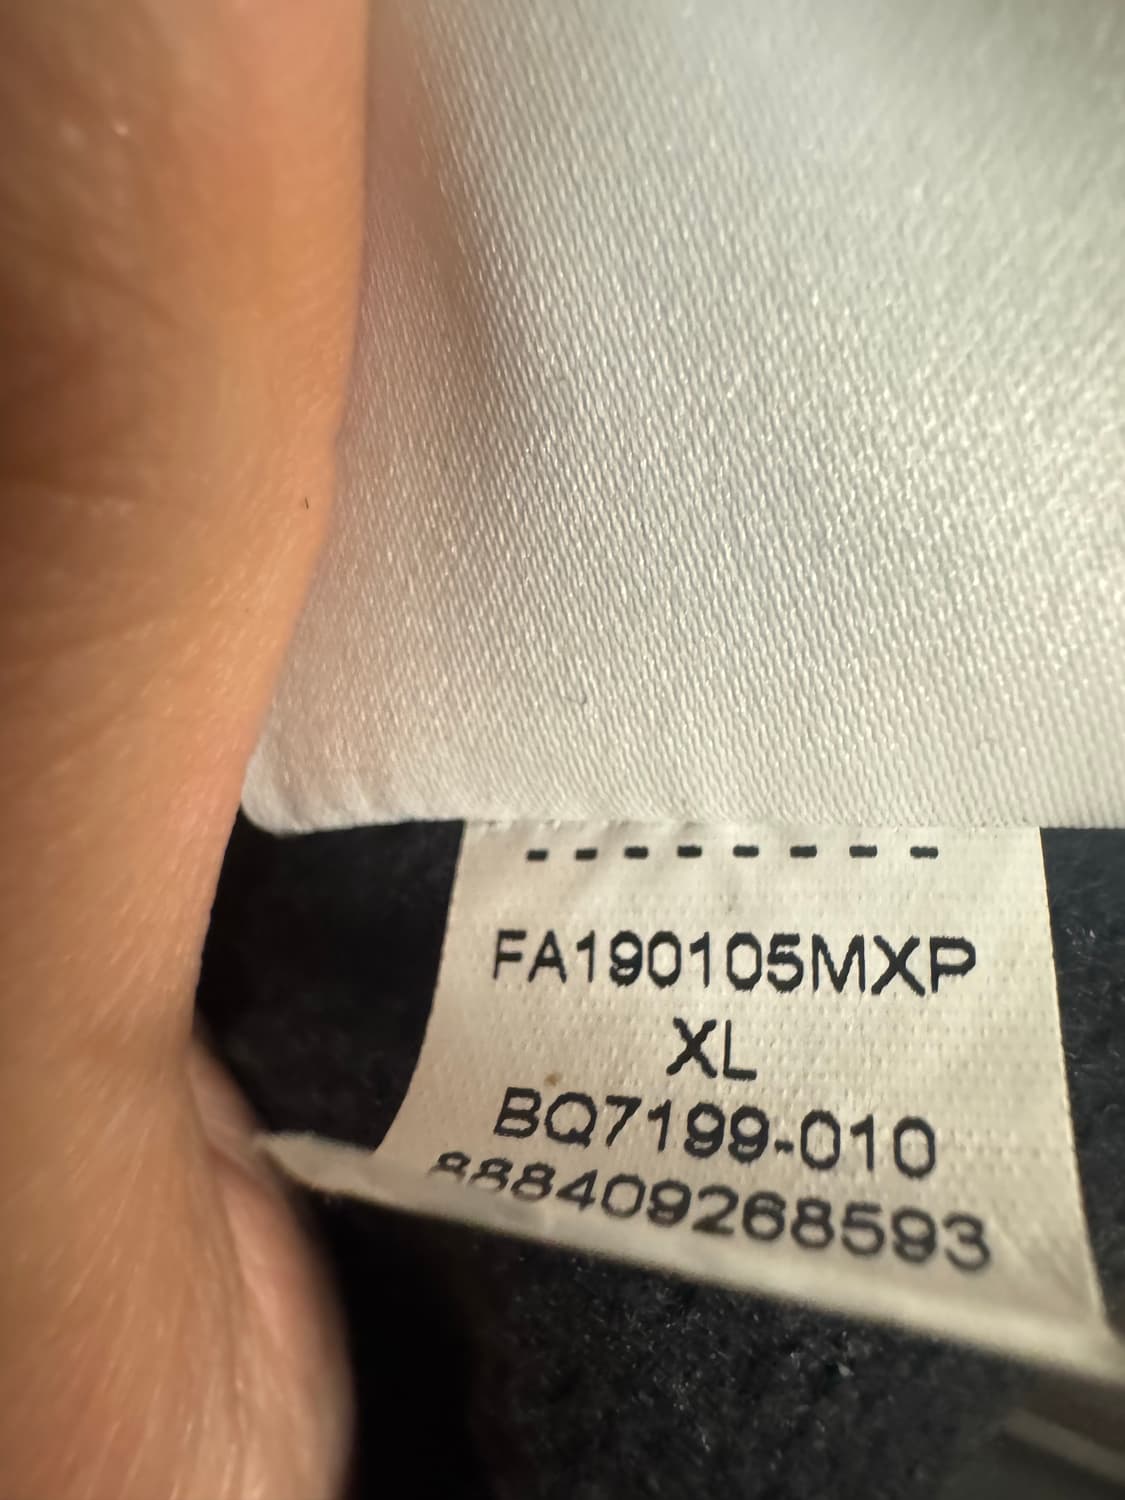 --------
FA190105MXP
XL
BQ7199-010
888409268593